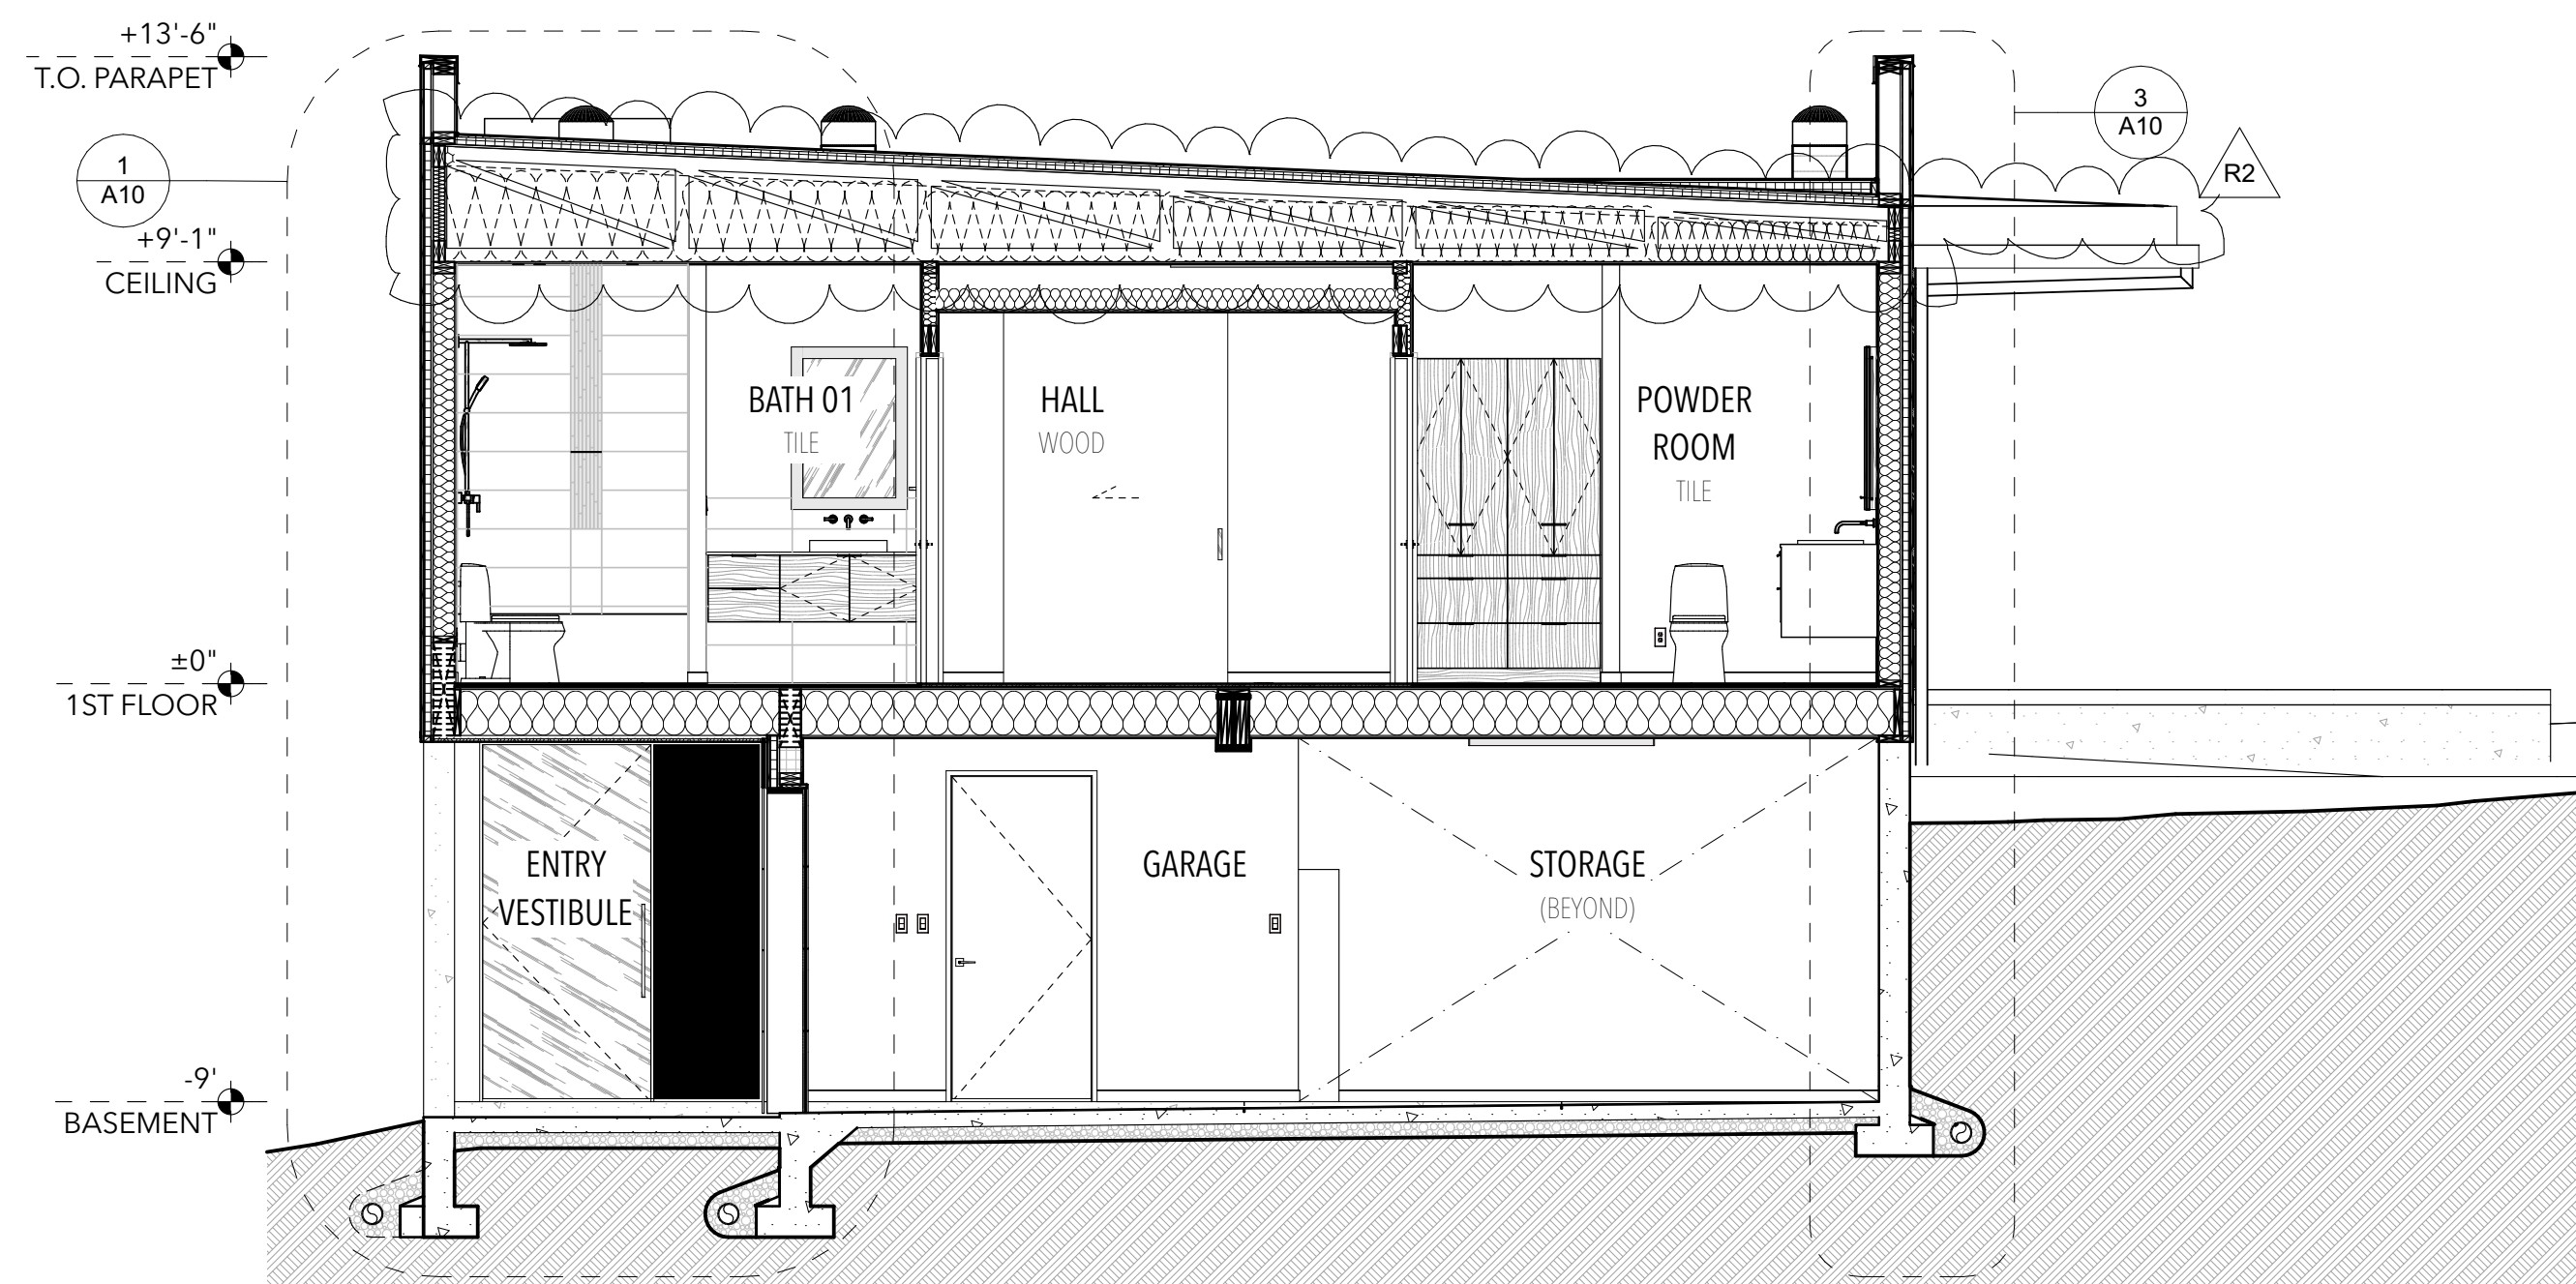 +13'-6"
T.O. PARAPET
3
A10
1
A10
R2
+9'-1"
CEILING
BATH 01
TILE
HALL
WOOD
POWDER
ROOM
TILE
±0"
1ST FLOOR
ENTRY
VESTIBULE
GARAGE
STORAGE
(BEYOND)
-9'
BASEMENT